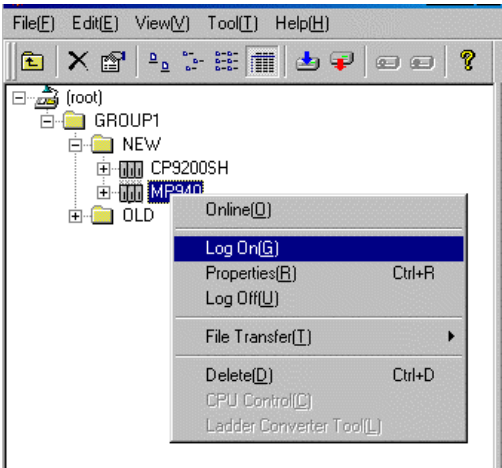 File(F) Edit(E) View(V) Tool(T) Help(H)
(root)
GROUP1
NEW
CP9200SH
MP940
OLD
Online(O)
Log On(G)
Properties(R) Ctrl+R
Log Off(U)
File Transfer(T)
Delete(D) Ctrl+D
CPU Control(C)
Ladder Converter Tool(L)